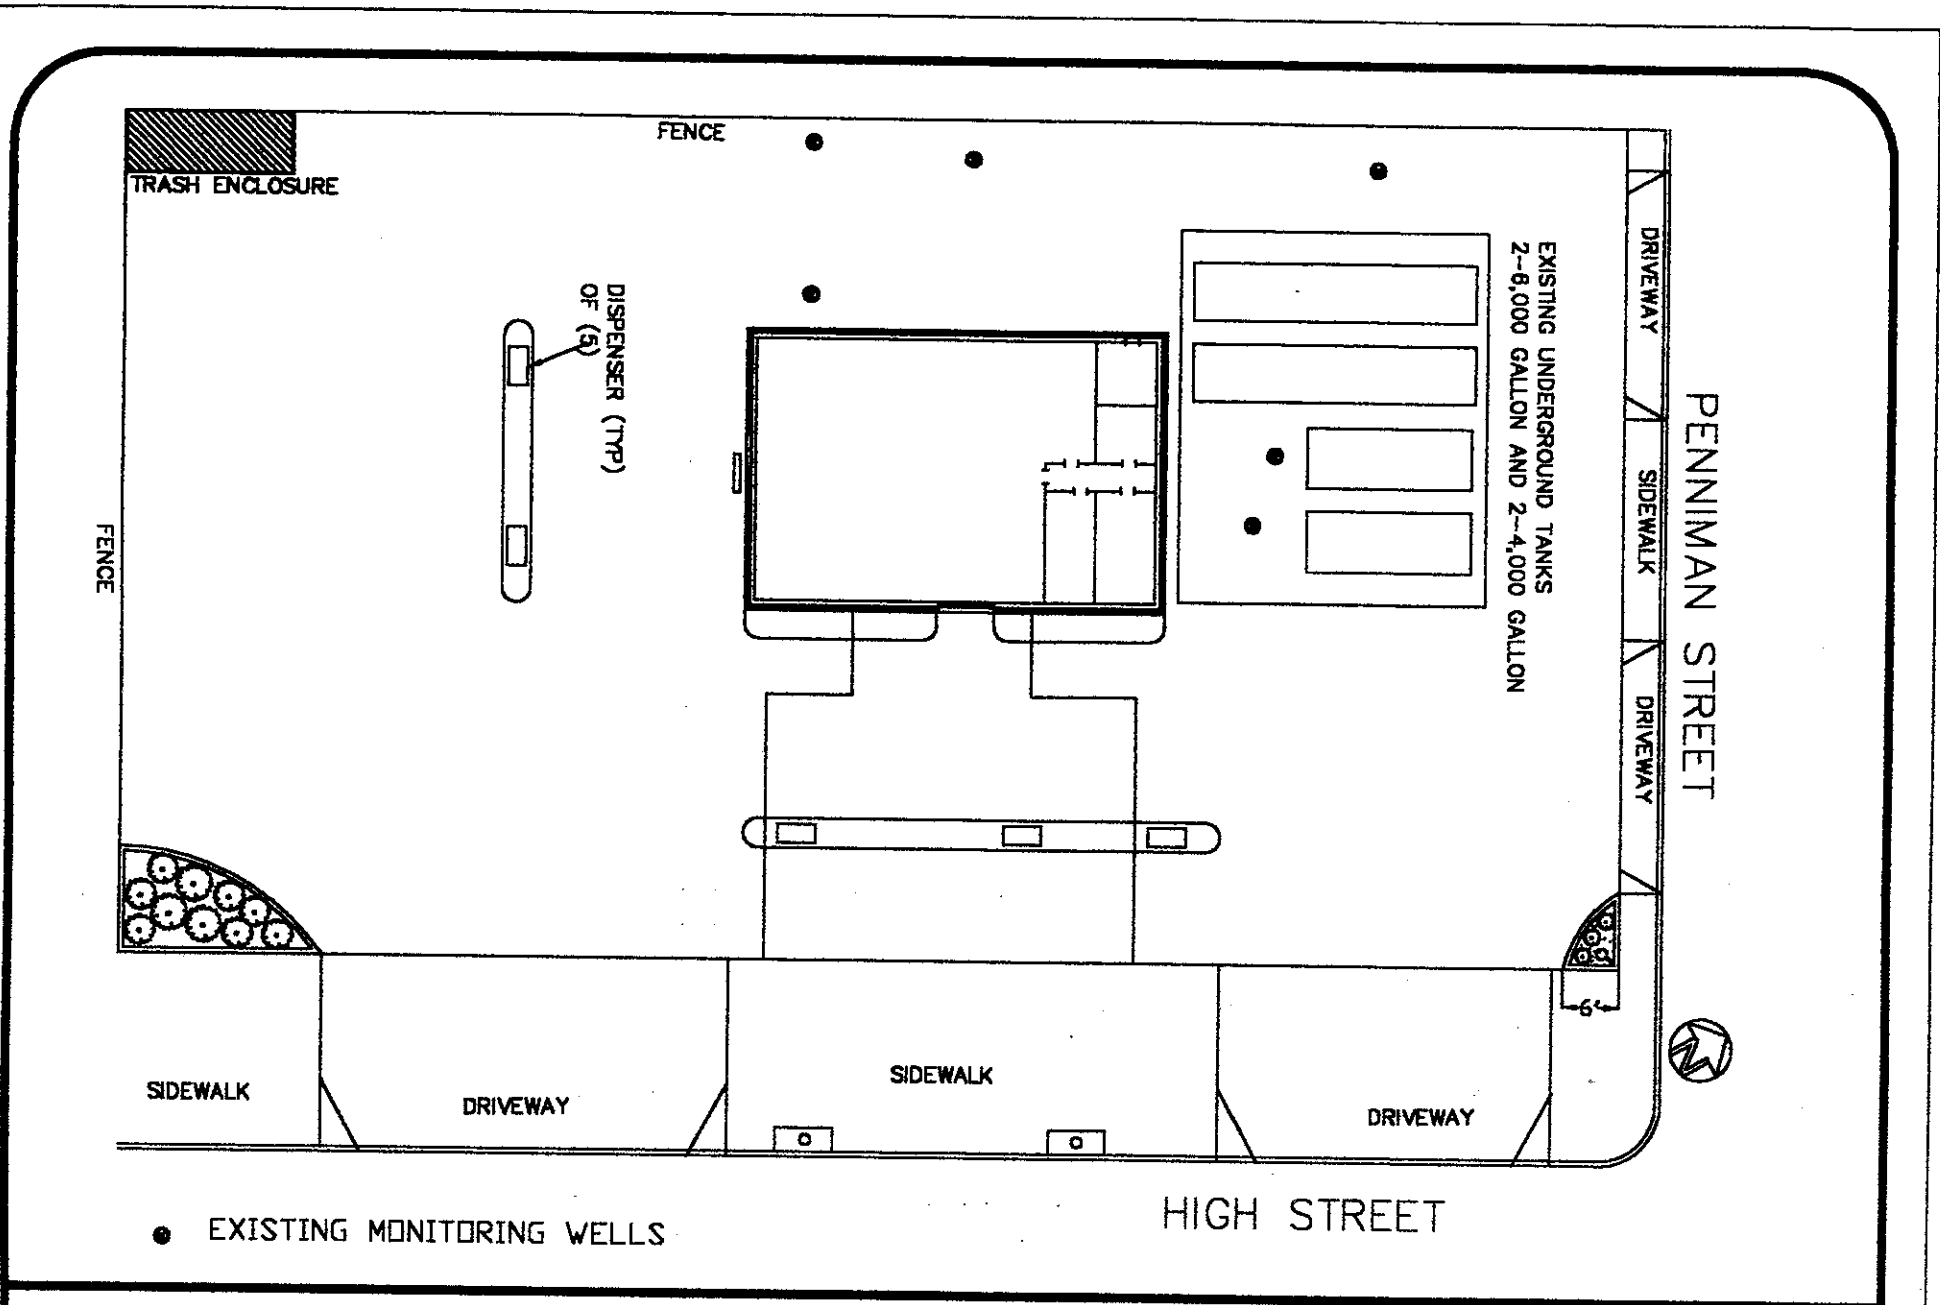 FENCE
TRASH ENCLOSURE
EXISTING UNDERGROUND TANKS
2-6,000 GALLON AND 2-4,000 GALLON
DRIVEWAY
DISPENSER (TYP)
OF (5)
PENNIMAN STREET
SIDEWALK
FENCE
DRIVEWAY
6'
N
SIDEWALK
DRIVEWAY
SIDEWALK
DRIVEWAY
HIGH STREET
EXISTING MONITORING WELLS